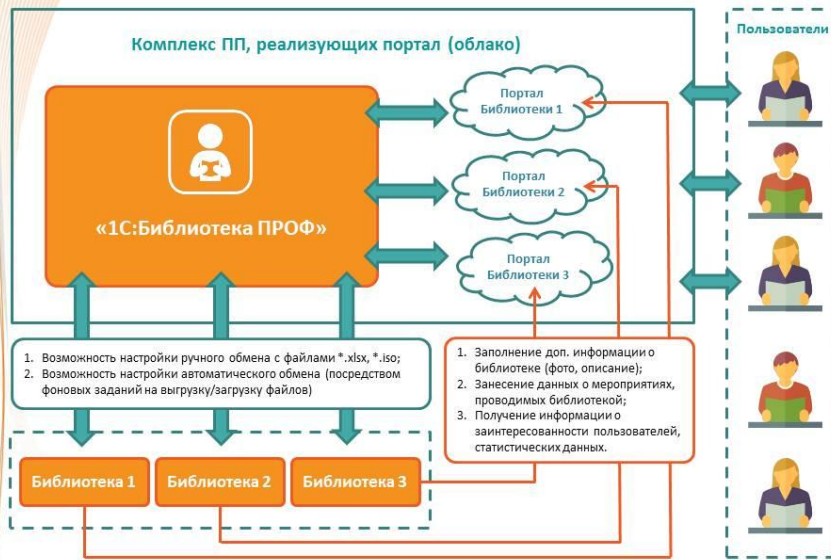 Пользователи
Комплекс ПП, реализующих портал (облако)
«1С:Библиотека ПРОФ»
Портал
Библиотеки 1
Портал
Библиотеки 2
Портал
Библиотеки 3
1. Возможность настройки ручного обмена с файлами *.xlsx, *.iso;
2. Возможность настройки автоматического обмена (посредством
фоновых заданий на выгрузку/загрузку файлов)
1. Заполнение доп. информации о
библиотеке (фото, описание);
2. Занесение данных о мероприятиях,
проводимых библиотекой;
3. Получение информации о
заинтересованности пользователей,
статистических данных.
Библиотека 1
Библиотека 2
Библиотека 3